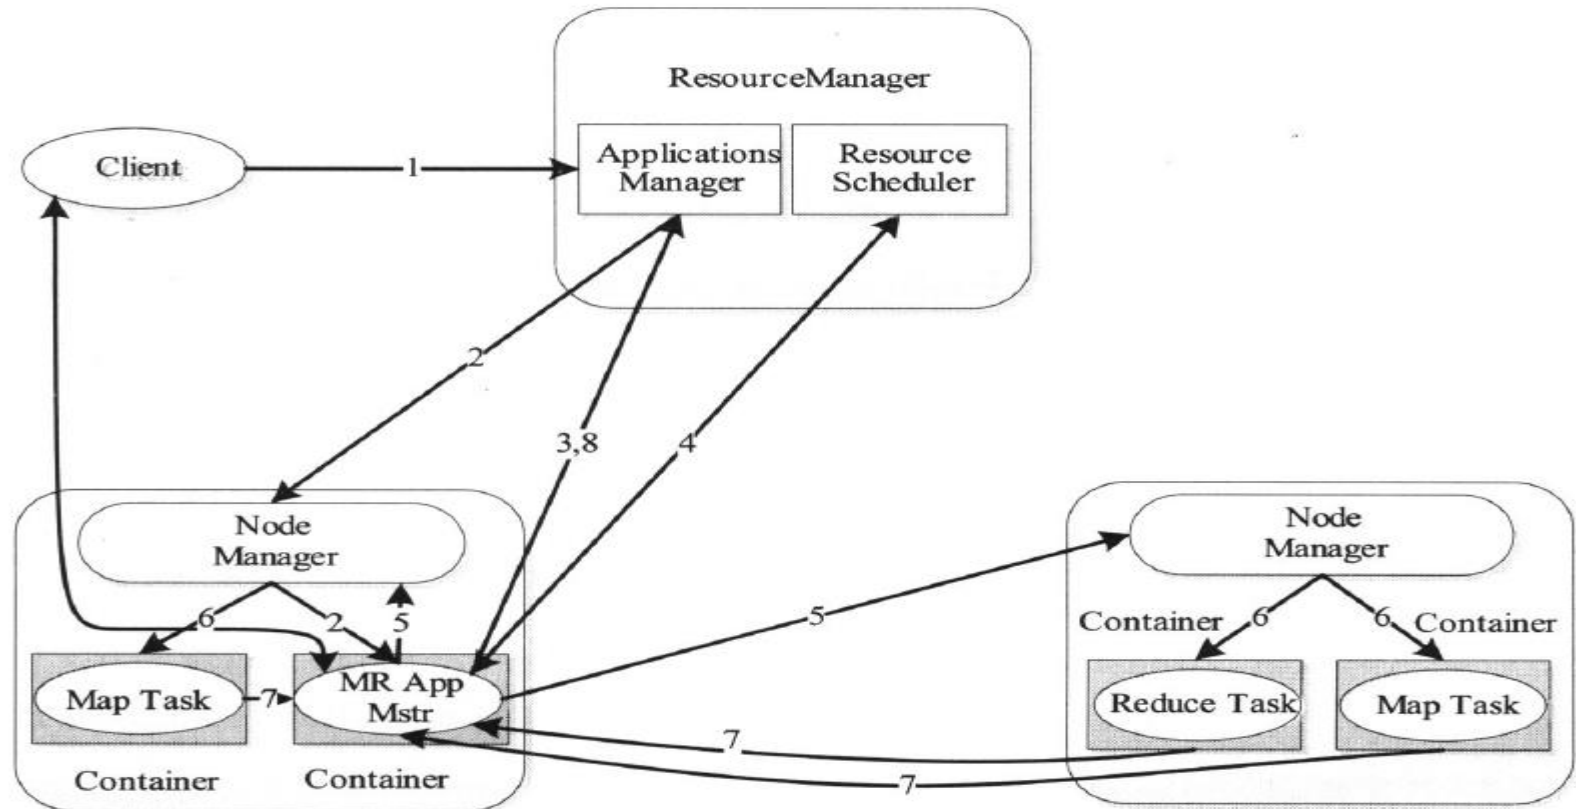 ResourceManager
Client
1
Applications
Manager
Resource
Scheduler
2
3,8
4
Node
Manager
Node
Manager
6
2
5
5
Container
6
6
Container
Map Task
7
MR App
Mstr
Reduce Task
Map Task
7
7
Container
Container